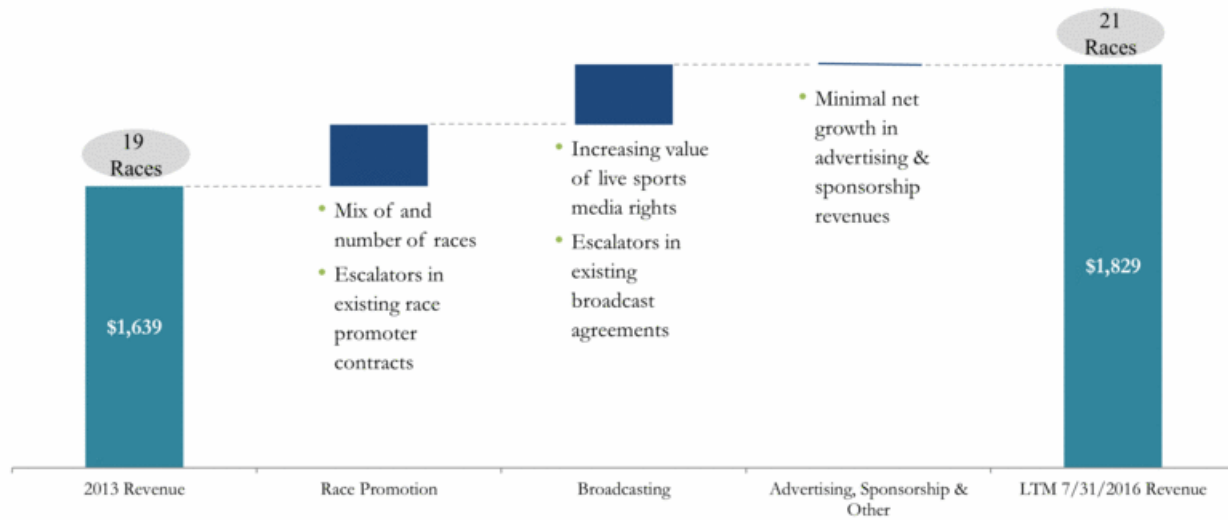 21
Races
19
Races
• Minimal net
growth in
advertising &
sponsorship
revenues
• Increasing value
of live sports
media rights
• Escalators in
existing
broadcast
agreements
• Mix of and
number of races
• Escalators in
existing race
promoter
contracts
$1,639
$1,829
2013 Revenue
Race Promotion
Broadcasting
Advertising, Sponsorship &
Other
LTM 7/31/2016 Revenue